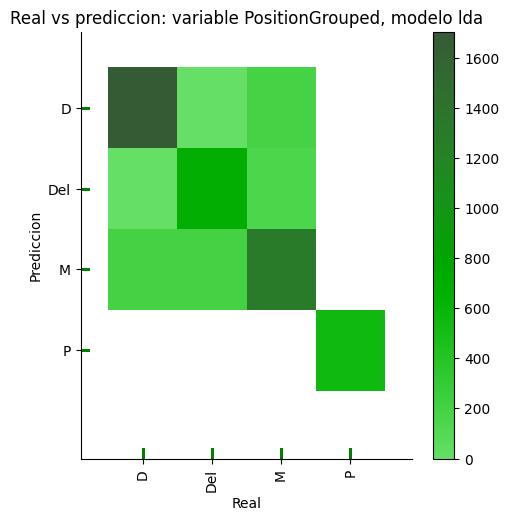 Real vs prediccion: variable PositionGrouped, modelo lda
Prediccion
D
Del
M
P
D
Del
M
P
Real
1600
1400
1200
1000
800
600
400
200
0